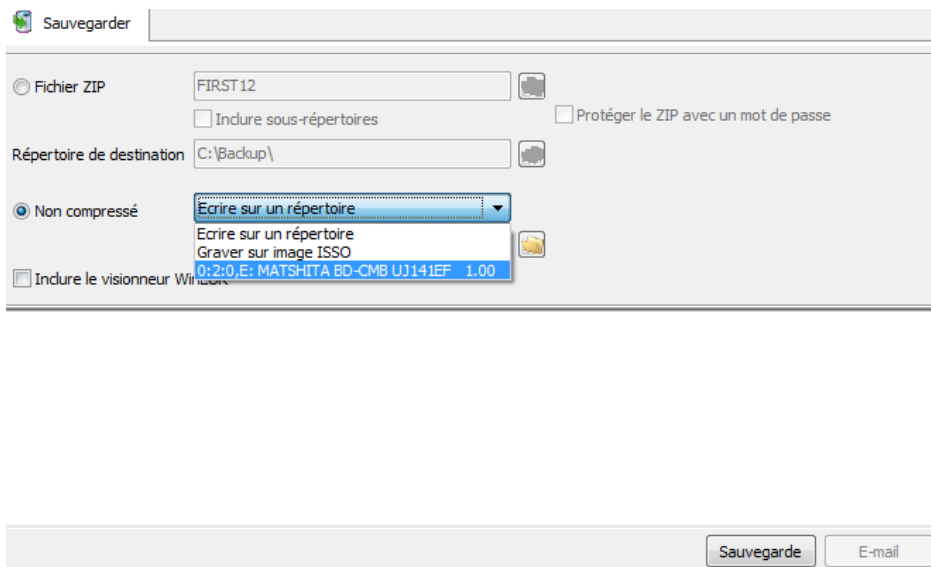 Sauvegarder
Fichier ZIP
FIRST12
Inclure sous-répertoires
Protéger le ZIP avec un mot de passe
Répertoire de destination
C:\Backup\
Non compressé
Ecrire sur un répertoire
Ecrire sur un répertoire
Graver sur image ISSO
0:2:0,E: MATSHITA BD-CMB UJ141EF 1.00
Inclure le visionneur
Sauvegarde
E-mail